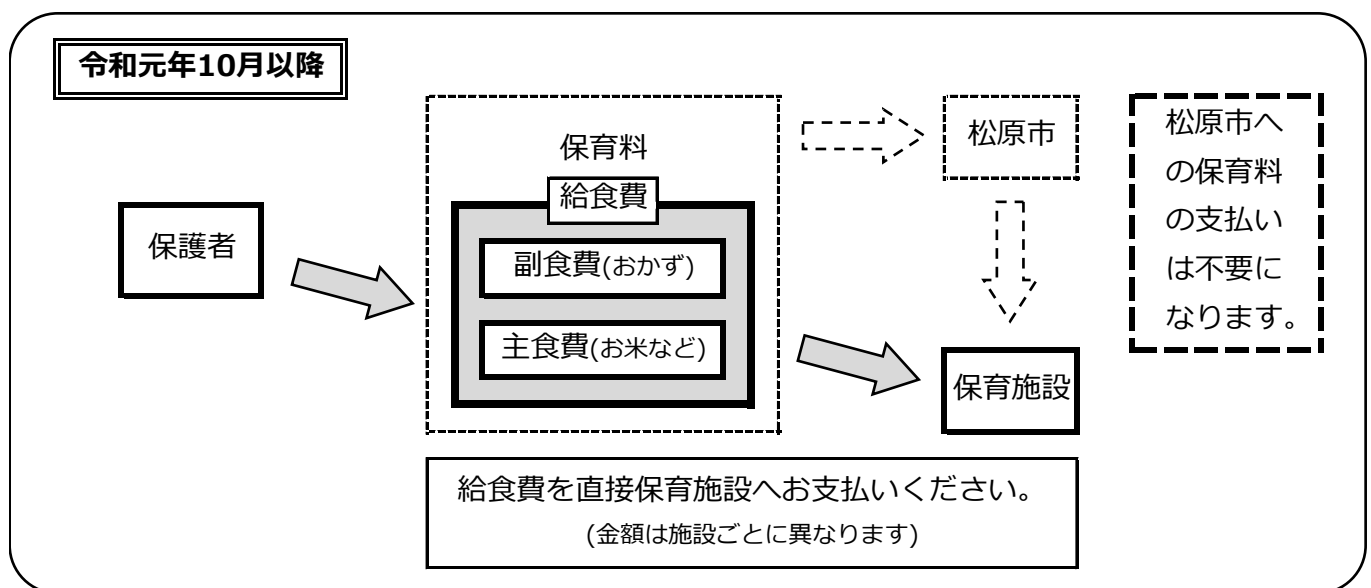 令和元年10月以降
保護者
保育料
給食費
副食費(おかず)
主食費(お米など)
松原市
保育施設
松原市へ
の保育料
の支払い
は不要に
なります。
給食費を直接保育施設へお支払いください。
(金額は施設ごとに異なります)